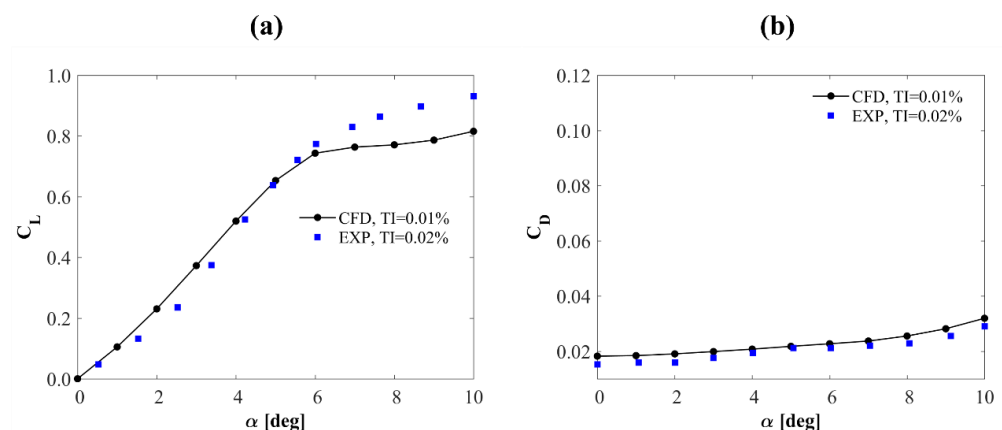 (a)
1.0
0.8
0.6
0.4
0.2
0.0
C_L
CFD, TI=0.01%
EXP, TI=0.02%
0 2 4 6 8 10
α [deg]
(b)
0.12
0.10
0.08
0.06
0.04
0.02
C_D
CFD, TI=0.01%
EXP, TI=0.02%
0 2 4 6 8 10
α [deg]